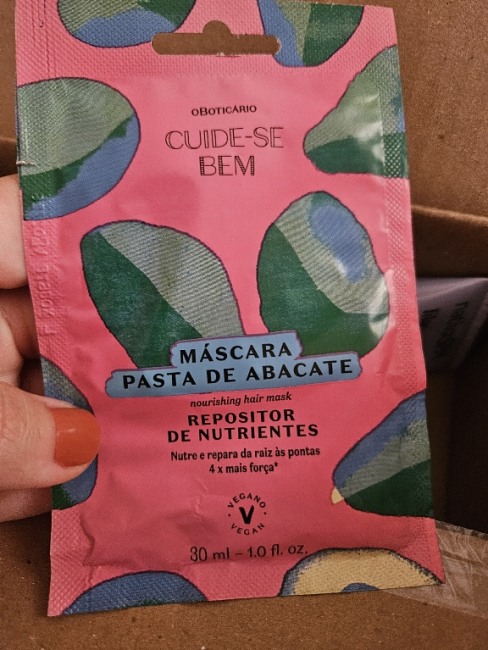 oBOTICÁRIO
CUIDE-SE
BEM
MÁSCARA
PASTA DE ABACATE
nourishing hair mask
REPOSITOR
DE NUTRIENTES
Nutre e repara da raiz às pontas
4 x mais força*
VEGANO
V
VEGAN
30 ml – 1.0 fl. oz.